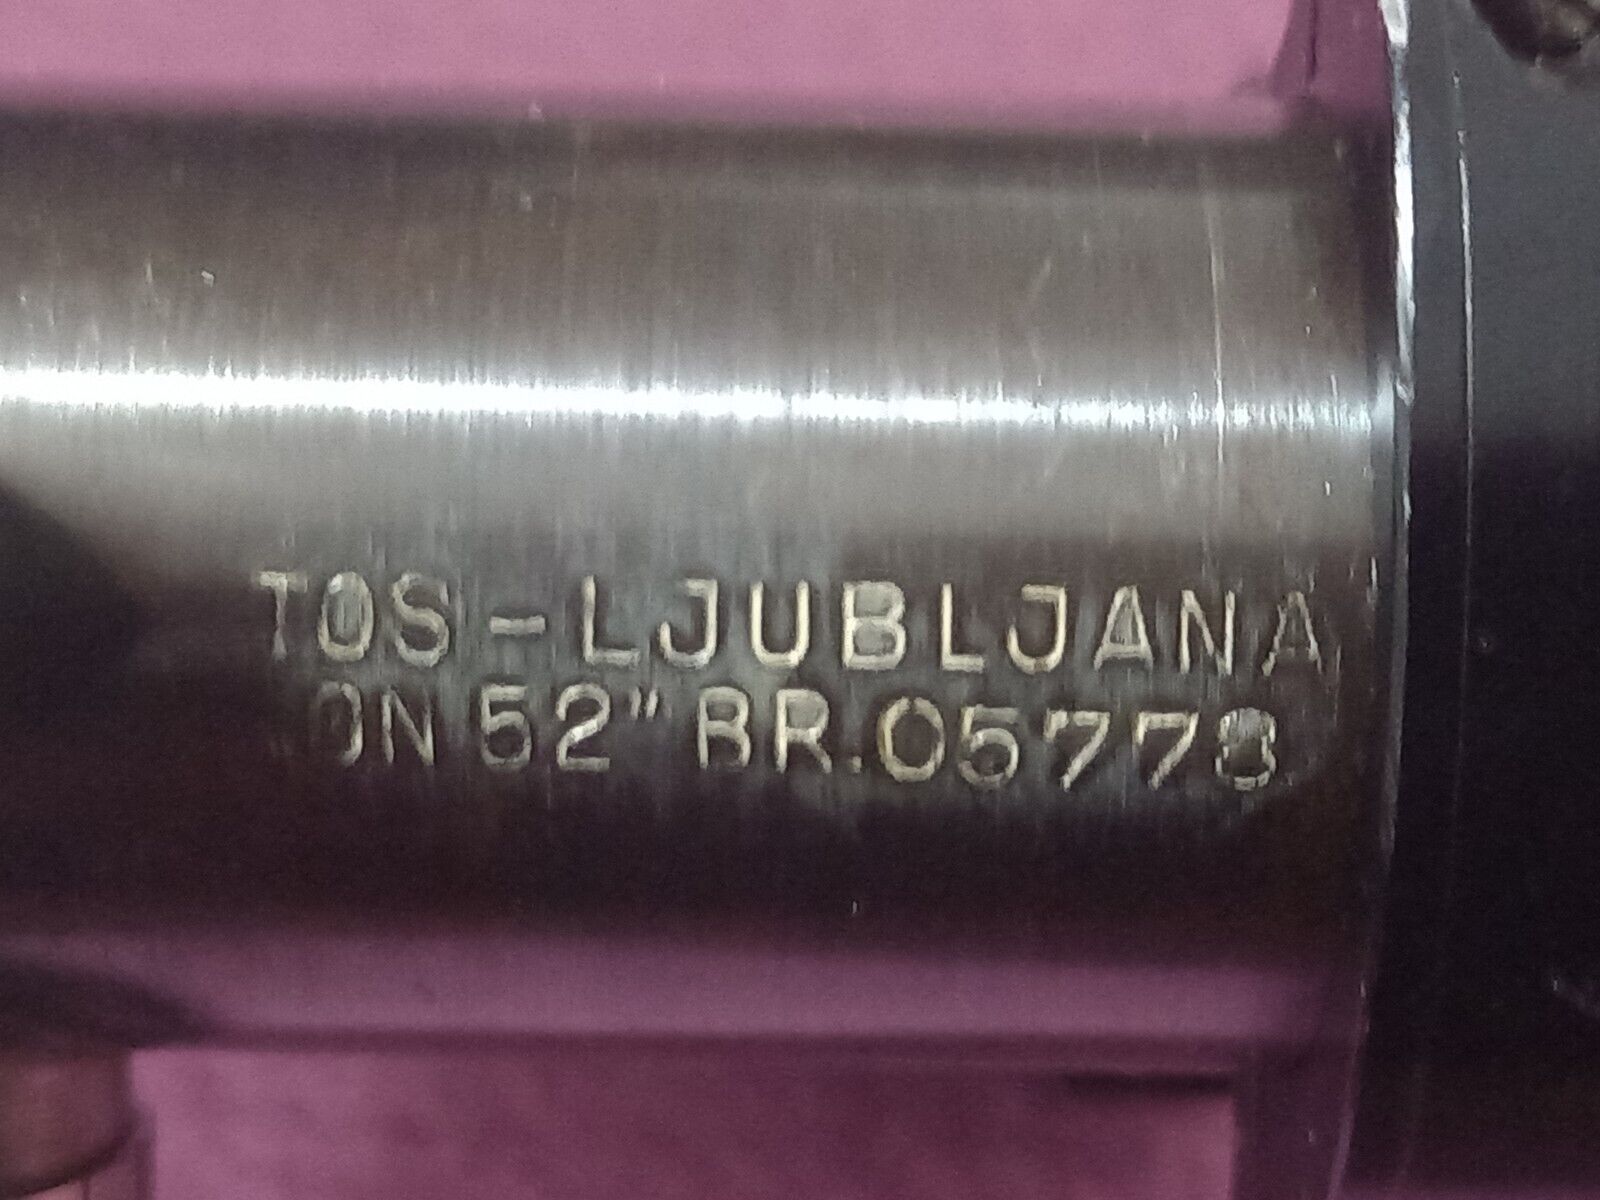 TOS-LJUBLJANA
ON 52" BR.05778